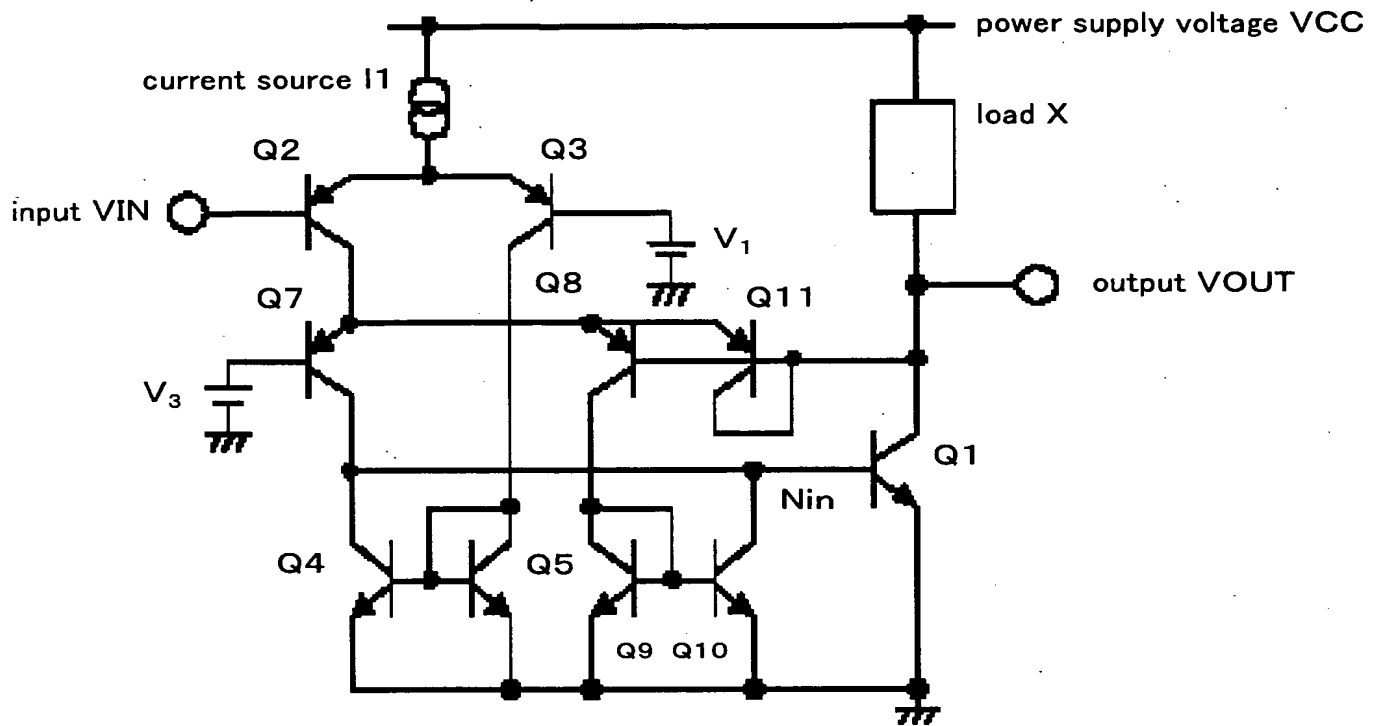 power supply voltage VCC
current source I1
load X
Q2
Q3
input VIN
V₁
Q7
Q8
Q11
output VOUT
V₃
Q1
Nin
Q4
Q5
Q9 Q10